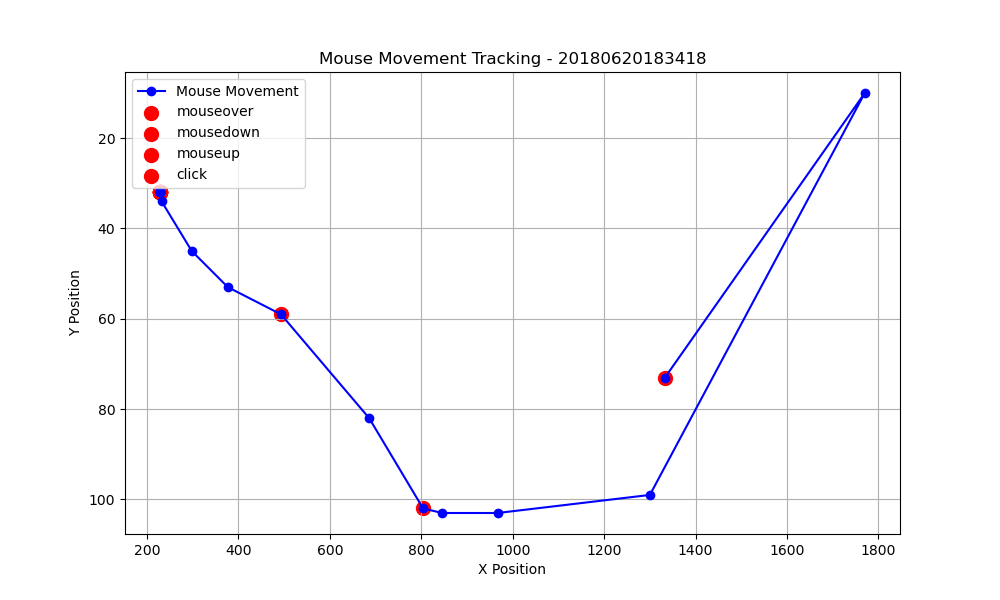 Mouse Movement Tracking - 20180620183418
Mouse Movement
mouseover
mousedown
mouseup
click
20
40
60
80
100
Y Position
200 400 600 800 1000 1200 1400 1600 1800
X Position